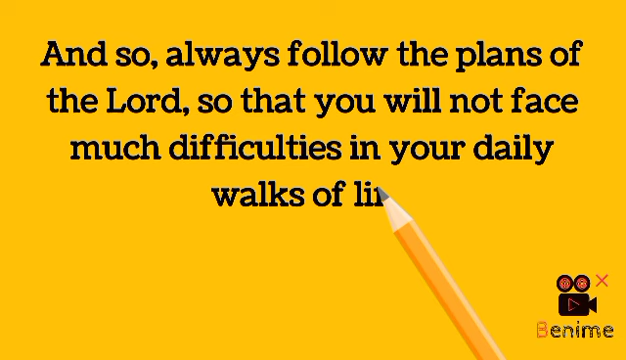 And so, always follow the plans of
the Lord, so that you will not face
much difficulties in your daily
walks of
Benime